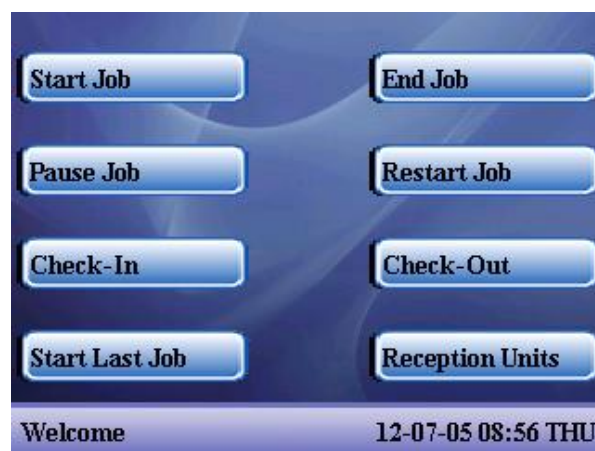 Start Job
End Job
Pause Job
Restart Job
Check-In
Check-Out
Start Last Job
Reception Units
Welcome
12-07-05 08:56 THU